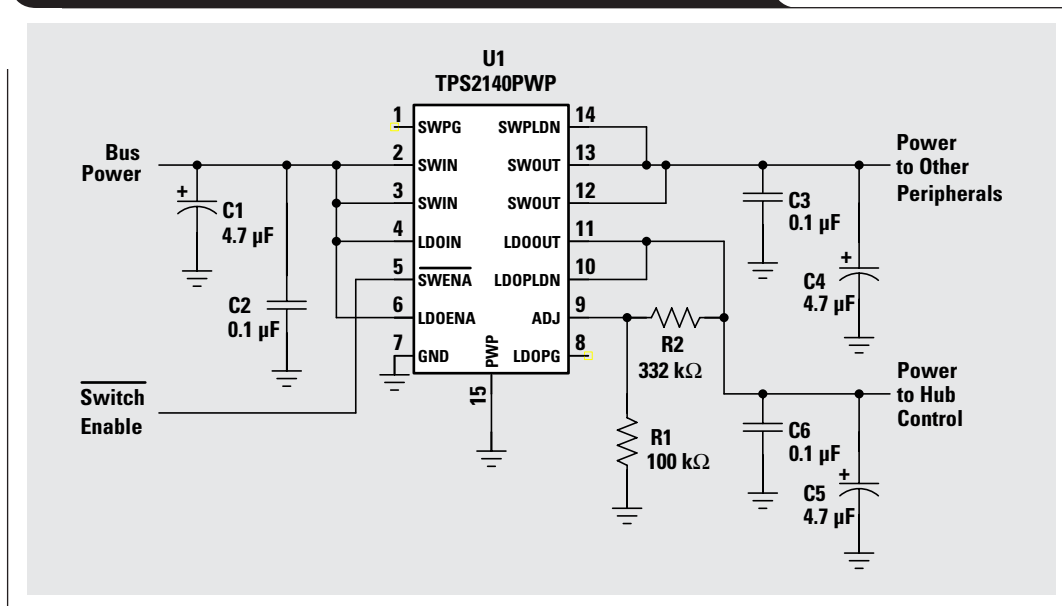 U1
TPS2140PWP
1
SWPG
SWPLDN
14
Bus
Power
2
SWIN
SWOUT
13
Power
to Other
Peripherals
3
SWIN
SWOUT
12
+
C1
4.7 µF
C3
0.1 µF
4
LDOIN
LDOOUT
11
5
SWENA
LDOPLDN
10
+
C4
4.7 µF
C2
0.1 µF
6
LDOENA
ADJ
9
R2
332 kΩ
7
GND
PWP
LDOPG
8
15
Switch
Enable
Power
to Hub
Control
R1
100 kΩ
C6
0.1 µF
+
C5
4.7 µF